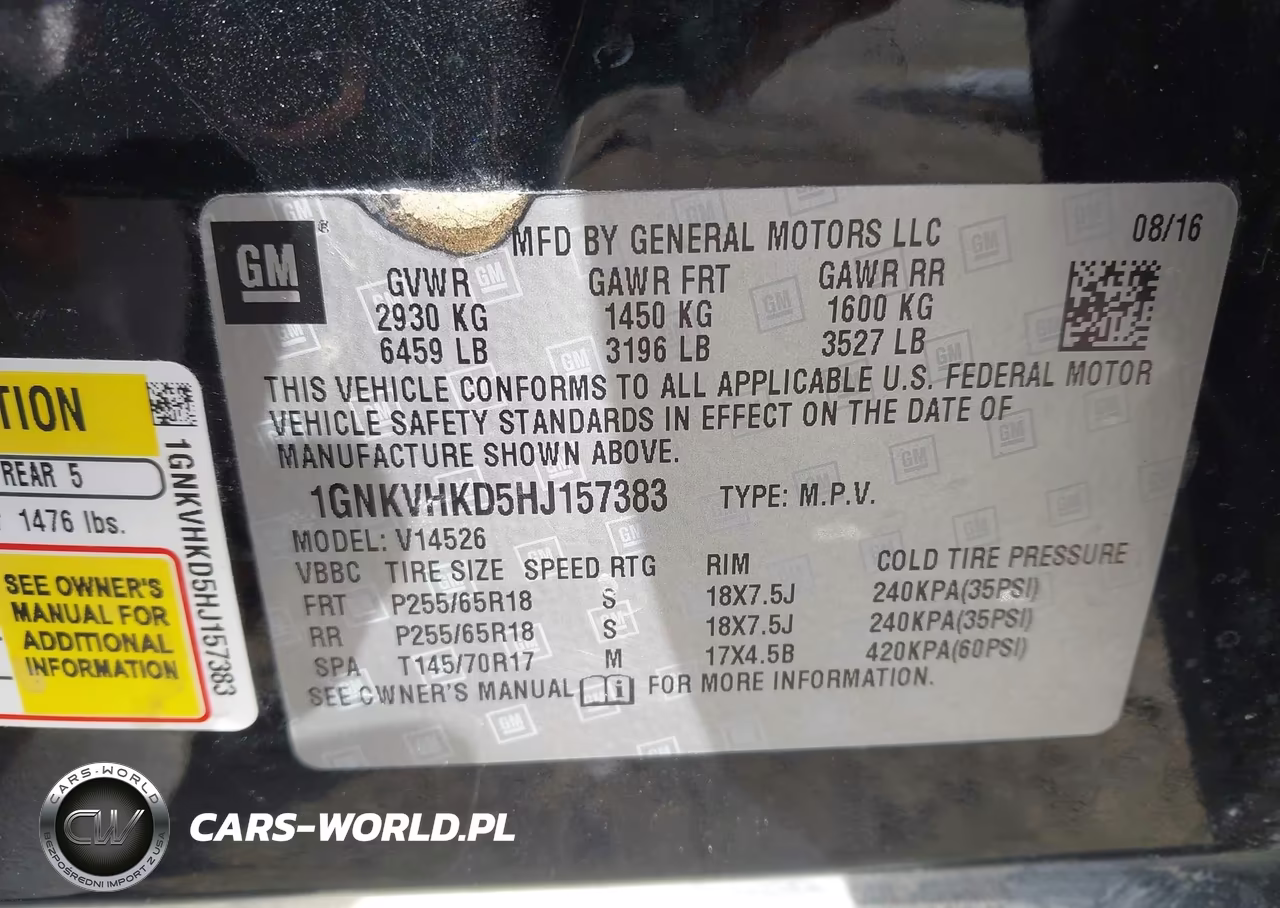 GM
®
MFD BY GENERAL MOTORS LLC 08/16
GVWR GAWR FRT GAWR RR
2930 KG 1450 KG 1600 KG
6459 LB 3196 LB 3527 LB
THIS VEHICLE CONFORMS TO ALL APPLICABLE U.S. FEDERAL MOTOR
VEHICLE SAFETY STANDARDS IN EFFECT ON THE DATE OF
MANUFACTURE SHOWN ABOVE.
1GNKVHKD5HJ157383 TYPE: M.P.V.
MODEL: V14526
VBBC TIRE SIZE SPEED RTG RIM COLD TIRE PRESSURE
FRT P255/65R18 S 18X7.5J 240KPA(35PSI)
RR P255/65R18 S 18X7.5J 240KPA(35PSI)
SPA T145/70R17 M 17X4.5B 420KPA(60PSI)
SEE OWNER'S MANUAL i FOR MORE INFORMATION.
TION
REAR 5
1476 lbs.
SEE OWNER'S
MANUAL FOR
ADDITIONAL
INFORMATION
1GNKVHKD5HJ157383
CARS-WORLD
CW
BEZPOŚREDNI IMPORT Z USA
CARS-WORLD.PL